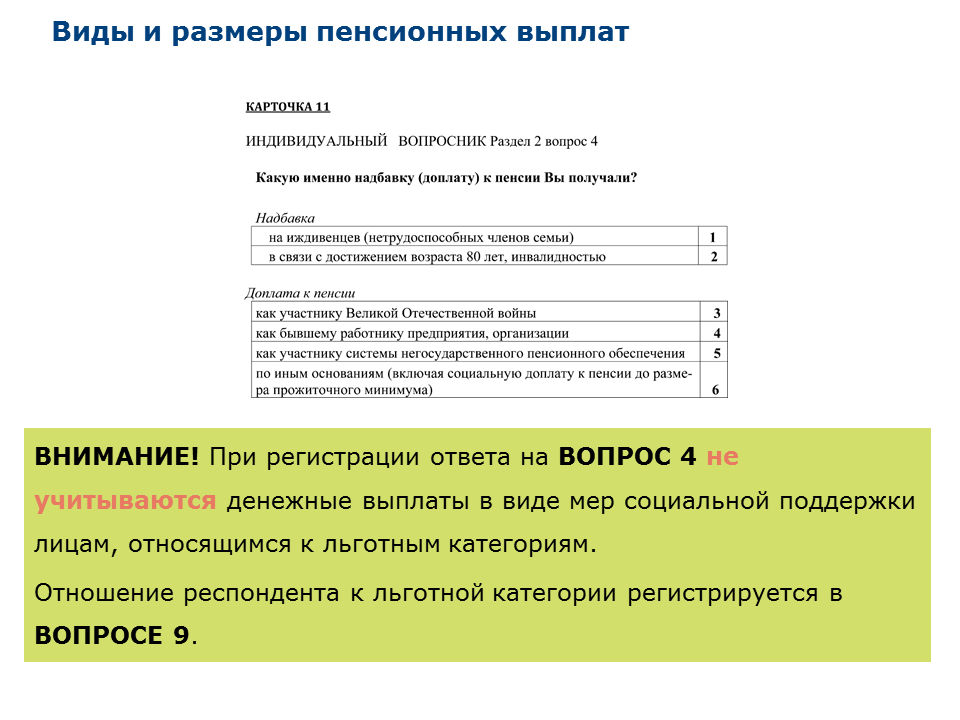 Виды и размеры пенсионных выплат
КАРТОЧКА 11
ИНДИВИДУАЛЬНЫЙ ВОПРОСНИК Раздел 2 вопрос 4
Какую именно надбавку (доплату) к пенсии Вы получали?
Надбавка
на иждивенцев (нетрудоспособных членов семьи) 1
в связи с достижением возраста 80 лет, инвалидностью 2
Доплата к пенсии
как участнику Великой Отечественной войны 3
как бывшему работнику предприятия, организации 4
как участнику системы негосударственного пенсионного обеспечения 5
по иным основаниям (включая социальную доплату к пенсии до разме-
ра прожиточного минимума) 6
ВНИМАНИЕ! При регистрации ответа на ВОПРОС 4 не
учитываются денежные выплаты в виде мер социальной поддержки
лицам, относящимся к льготным категориям.
Отношение респондента к льготной категории регистрируется в
ВОПРОСЕ 9.